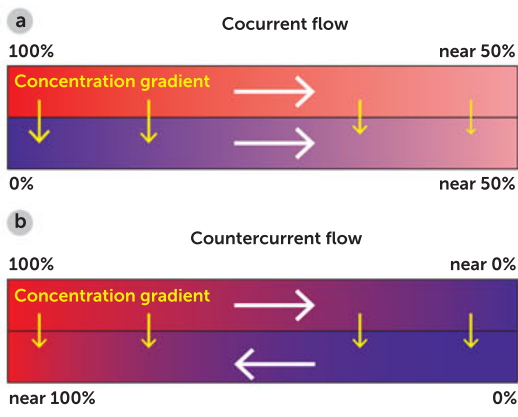 a
Cocurrent flow
100% near 50%
Concentration gradient
0% near 50%
b
Countercurrent flow
100% near 0%
Concentration gradient
near 100% 0%